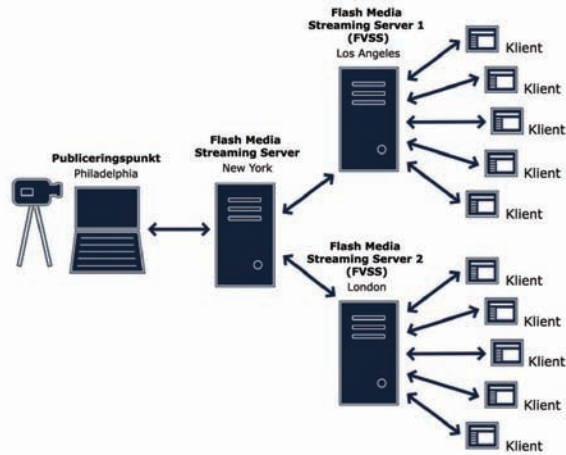 Publiceringspunkt
Philadelphia
Flash Media
Streaming Server
New York
Flash Media
Streaming Server 1
(FVSS)
Los Angeles
Klient
Klient
Klient
Klient
Klient
Flash Media
Streaming Server 2
(FVSS)
London
Klient
Klient
Klient
Klient
Klient